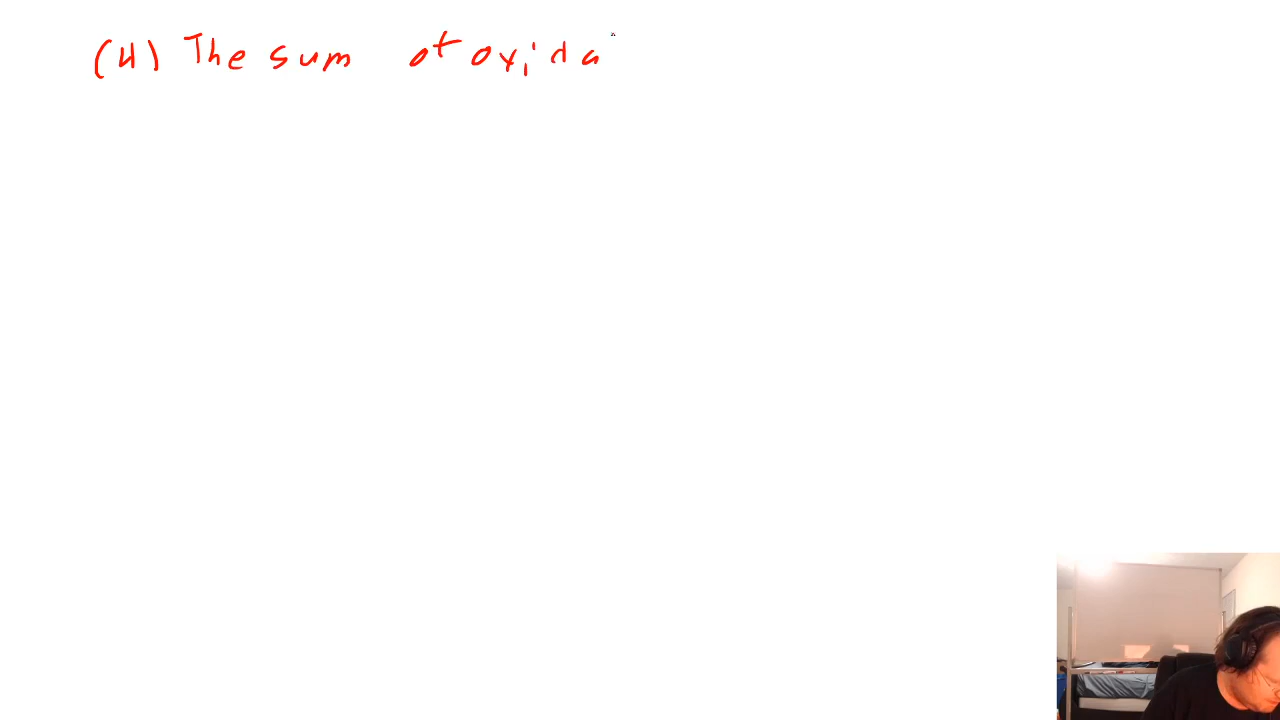 (4) The sum of oxida